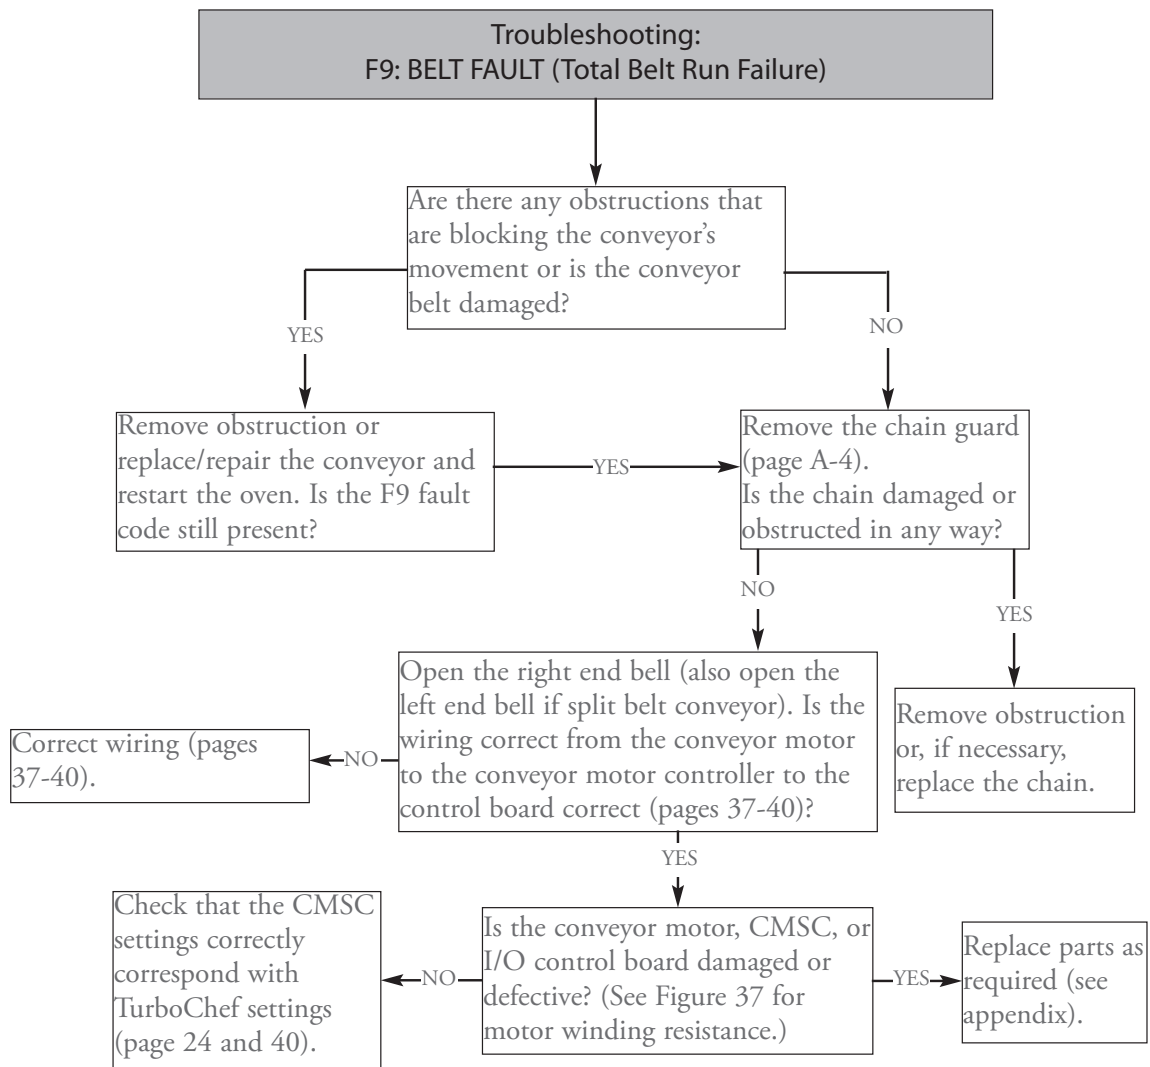 Troubleshooting:
F9: BELT FAULT (Total Belt Run Failure)
Are there any obstructions that
are blocking the conveyor’s
movement or is the conveyor
belt damaged?
YES
NO
Remove obstruction or
replace/repair the conveyor and
restart the oven. Is the F9 fault
code still present?
YES
Remove the chain guard
(page A-4).
Is the chain damaged or
obstructed in any way?
NO
YES
Open the right end bell (also open the
left end bell if split belt conveyor). Is the
wiring correct from the conveyor motor
to the conveyor motor controller to the
control board correct (pages 37-40)?
Remove obstruction
or, if necessary,
replace the chain.
NO
Correct wiring (pages
37-40).
YES
Is the conveyor motor, CMSC, or
I/O control board damaged or
defective? (See Figure 37 for
motor winding resistance.)
NO
Check that the CMSC
settings correctly
correspond with
TurboChef settings
(page 24 and 40).
YES
Replace parts as
required (see
appendix).